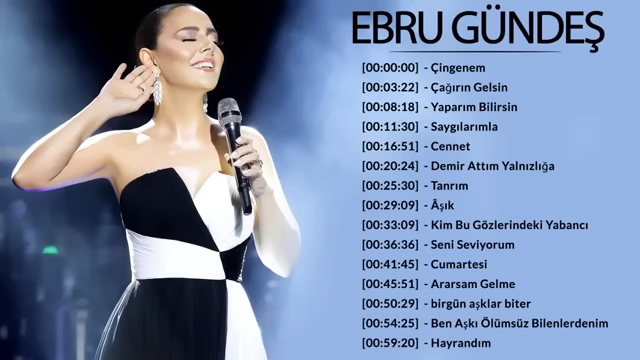 EBRU GÜNDEŞ
[00:00:00] - Çingenem
[00:03:22] - Çağırın Gelsin
[00:08:18] - Yaparım Bilirsin
[00:11:30] - Saygılarımla
[00:16:51] - Cennet
[00:20:24] - Demir Attım Yalnızlığa
[00:25:30] - Tanrım
[00:29:09] - Âşık
[00:33:09] - Kim Bu Gözlerindeki Yabancı
[00:36:36] - Seni Seviyorum
[00:41:45] - Cumartesi
[00:45:51] - Ararsam Gelme
[00:50:29] - birgün aşklar biter
[00:54:25] - Ben Aşkı Ölümsüz Bilenlerdenim
[00:59:20] - Hayrandım